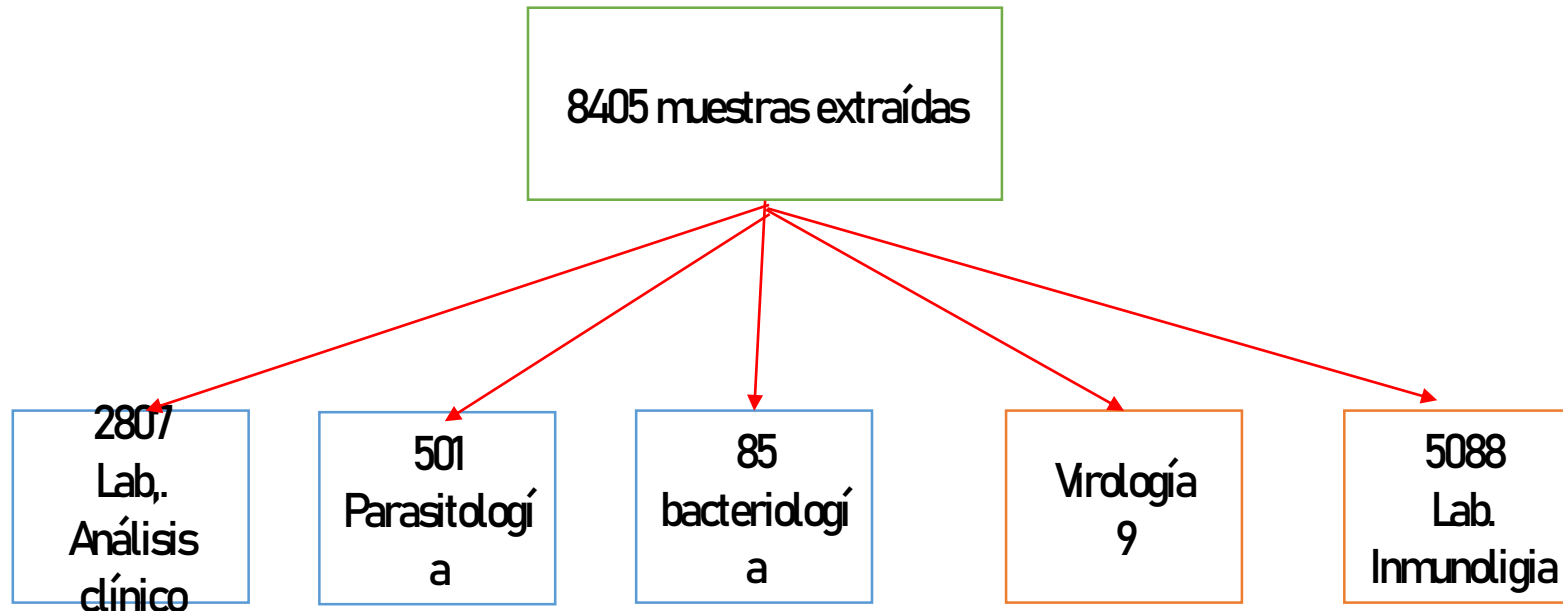 8405 muestras extraídas
2807
Lab,.
Análisis
clínico
501
Parasitologí
a
85
bacteriologí
a
Virología
9
5088
Lab.
Inmunoligia